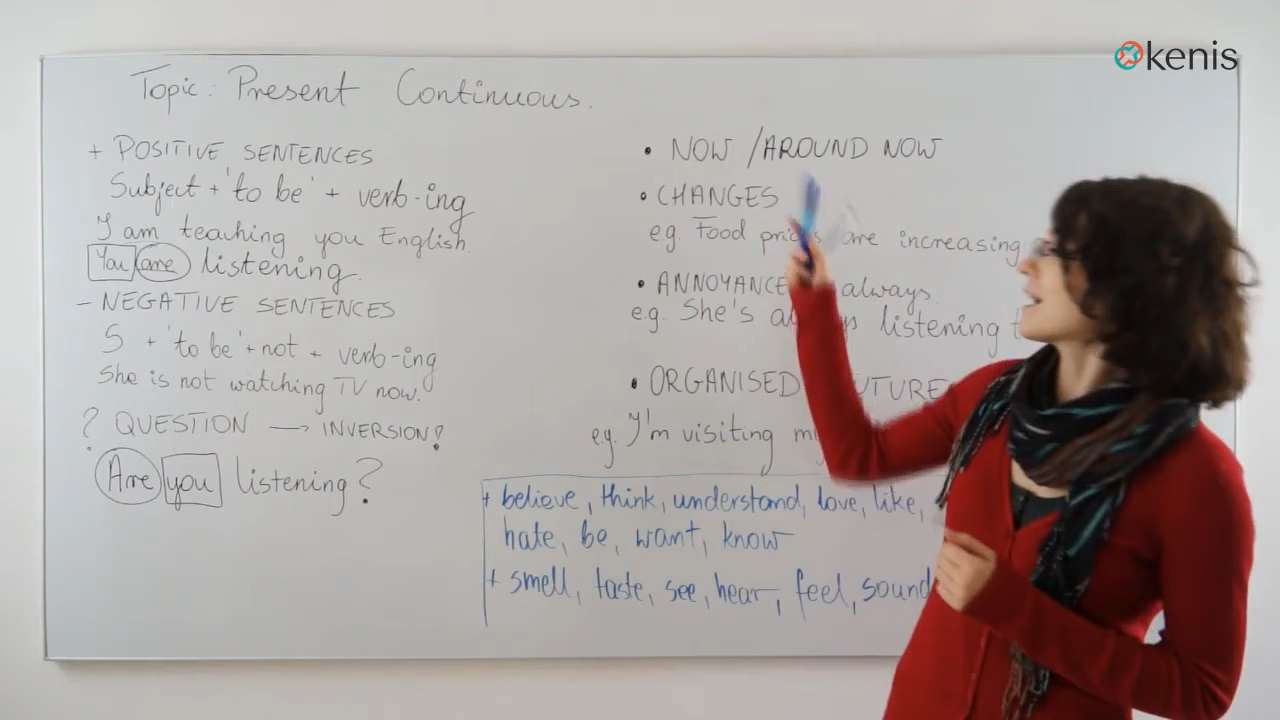 kenis
Topic: Present Continuous.
+ POSITIVE SENTENCES
Subject + 'to be' + verb-ing
I am teaching you English.
You are listening.
- NEGATIVE SENTENCES
S + 'to be' + not + verb-ing
She is not watching TV now.
? QUESTION → INVERSION!
Are you listening?
• NOW / AROUND NOW
• CHANGES
eg. Food prices are increasing
• ANNOYANCE always.
e.g. She's always listening t
• ORGANISED FUTURE
e.g. I'm visiting my
+ believe, think, understand, love, like,
hate, be, want, know
+ smell, taste, see, hear, feel, sound